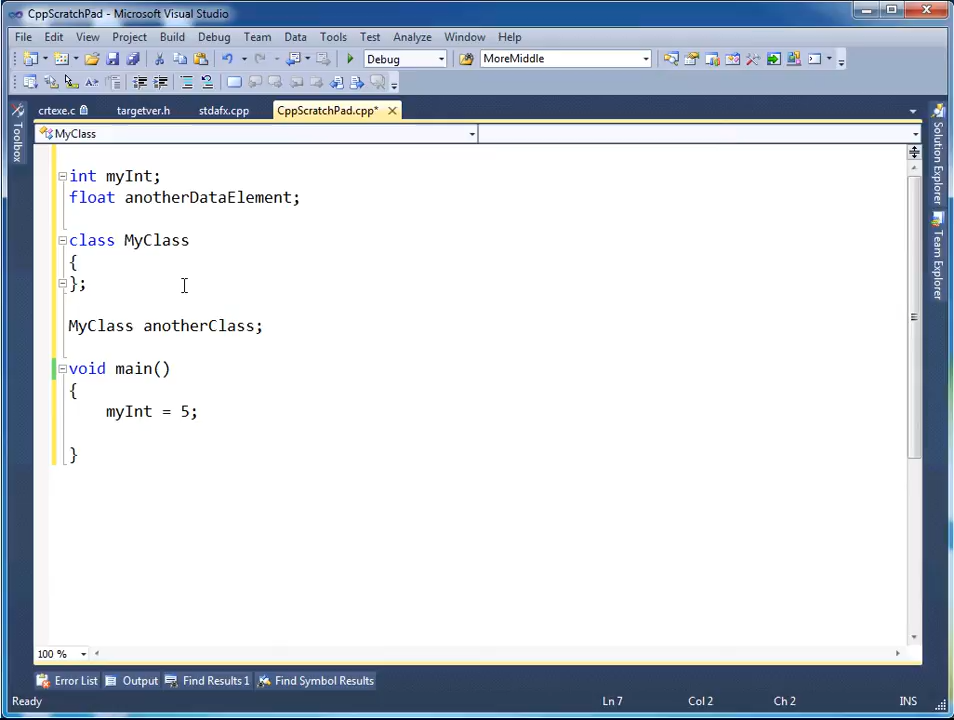 CppScratchPad - Microsoft Visual Studio
File Edit View Project Build Debug Team Data Tools Test Analyze Window Help
Debug MoreMiddle
crtexe.c targetver.h stdafx.cpp CppScratchPad.cpp*
Toolbox
MyClass
Solution Explorer
Team Explorer
int myInt;
float anotherDataElement;
class MyClass
{
};
MyClass anotherClass;
void main()
{
myInt = 5;
}
100 %
Error List Output Find Results 1 Find Symbol Results
Ready Ln 7 Col 2 Ch 2 INS